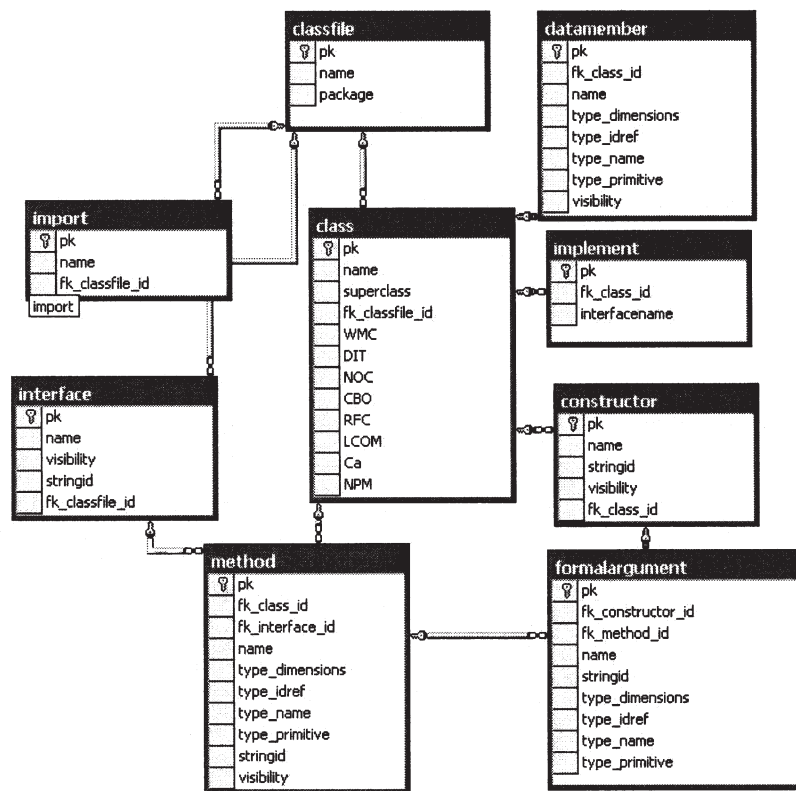 classfile
pk
name
package
datamember
pk
fk_class_id
name
type_dimensions
type_idref
type_name
type_primitive
visibility
import
pk
name
fk_classfile_id
import
class
pk
name
superclass
fk_classfile_id
WMC
DIT
NOC
CBO
RFC
LCOM
Ca
NPM
implement
pk
fk_class_id
interfacename
interface
pk
name
visibility
stringid
fk_classfile_id
constructor
pk
name
stringid
visibility
fk_class_id
method
pk
fk_class_id
fk_interface_id
name
type_dimensions
type_idref
type_name
type_primitive
stringid
visibility
formalargument
pk
fk_constructor_id
fk_method_id
name
stringid
type_dimensions
type_idref
type_name
type_primitive